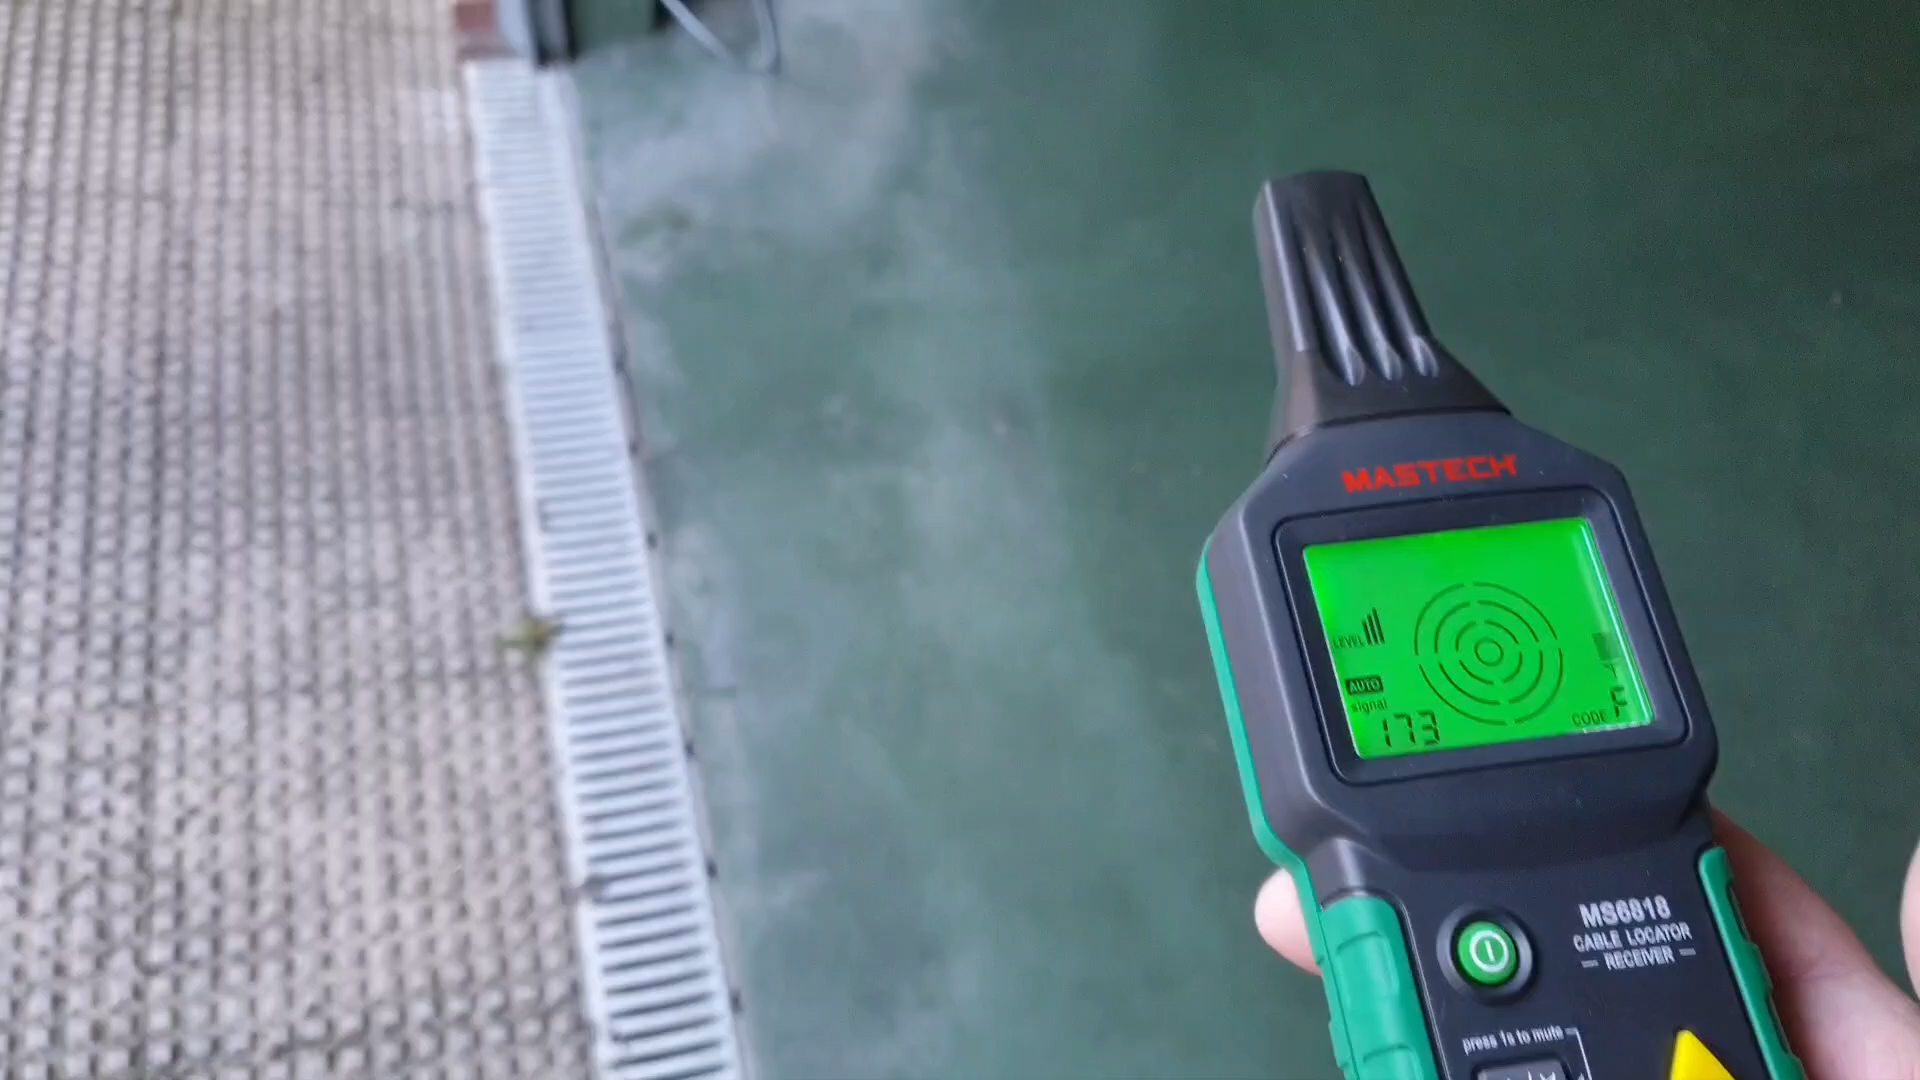 MASTECH
LEVEL
AUTO
signal
173
CODE F
MS6818
CABLE LOCATOR
RECEIVER
press 1s to mute